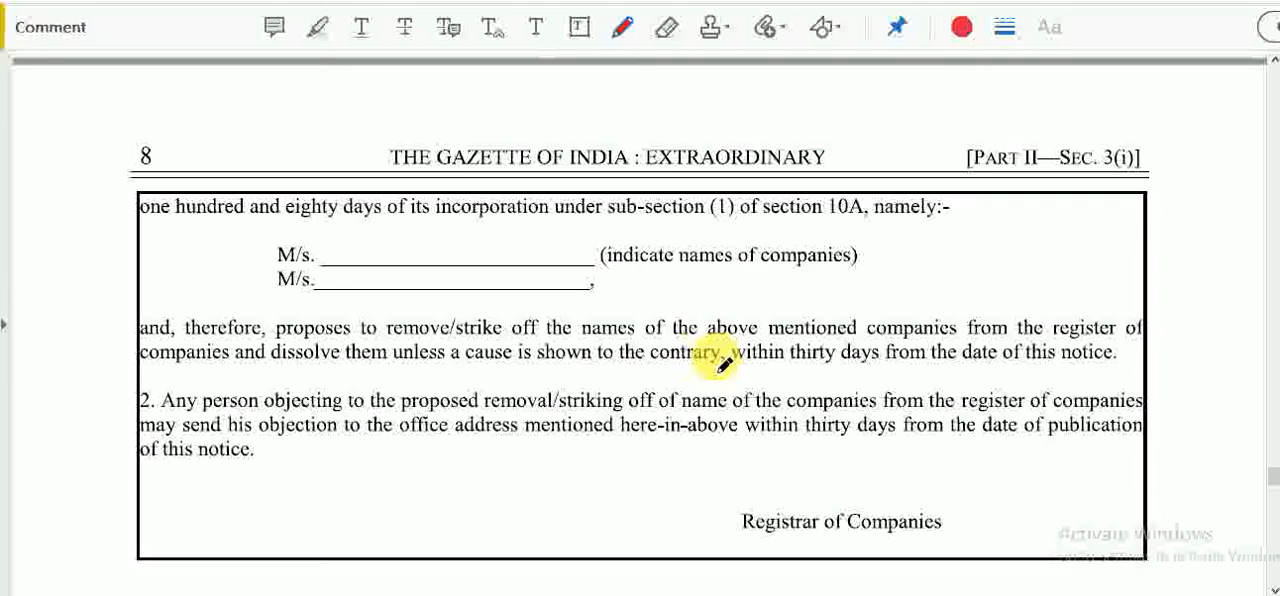 Comment
T T T T T T Aa
8 THE GAZETTE OF INDIA : EXTRAORDINARY [PART II—SEC. 3(i)]
one hundred and eighty days of its incorporation under sub-section (1) of section 10A, namely:-
M/s. __________________________ (indicate names of companies)
M/s.__________________________,
and, therefore, proposes to remove/strike off the names of the above mentioned companies from the register of
companies and dissolve them unless a cause is shown to the contrary, within thirty days from the date of this notice.
2. Any person objecting to the proposed removal/striking off of name of the companies from the register of companies
may send his objection to the office address mentioned here-in-above within thirty days from the date of publication
of this notice.
Registrar of Companies
Activate Windows